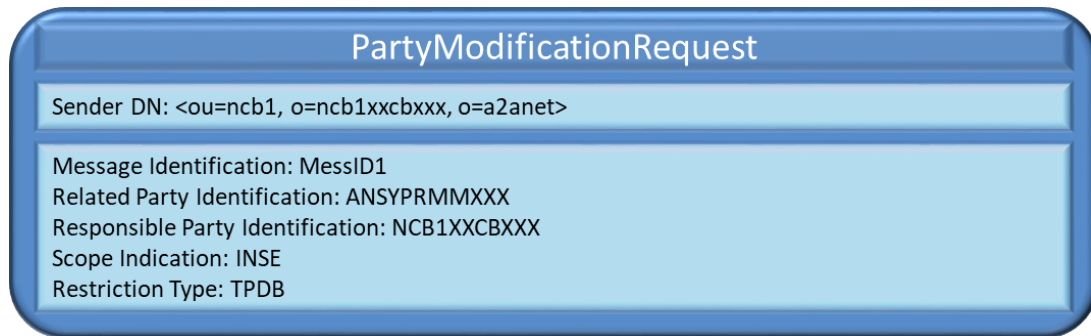 PartyModificationRequest
Sender DN: <ou=ncb1, o=ncb1xxcbxxx, o=a2anet>
Message Identification: MessID1
Related Party Identification: ANSYPRMMXXX
Responsible Party Identification: NCB1XXCBXXX
Scope Indication: INSE
Restriction Type: TPDB